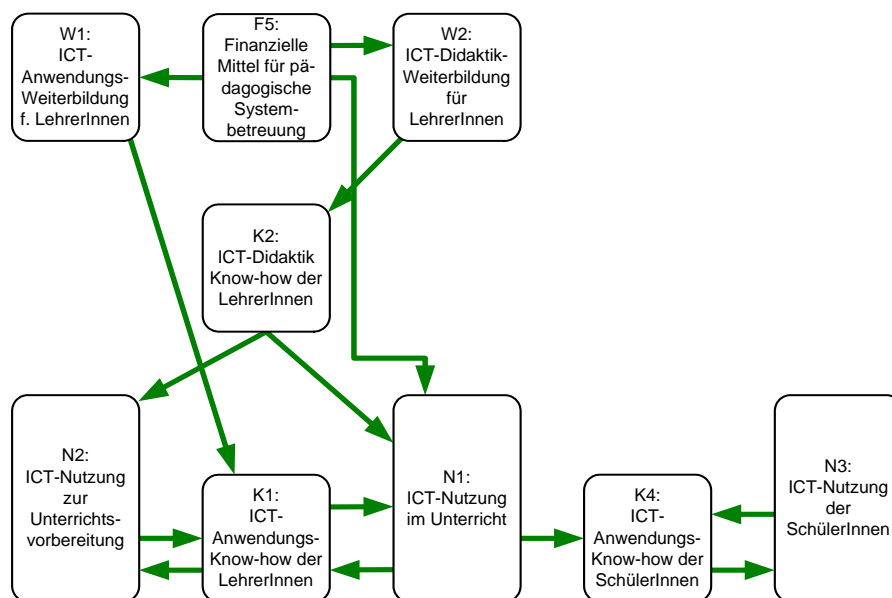 W1:
ICT-
Anwendungs-
Weiterbildung
f. LehrerInnen
F5:
Finanzielle
Mittel für pä-
dagogische
System-
betreuung
W2:
ICT-Didaktik-
Weiterbildung
für
LehrerInnen
K2:
ICT-Didaktik
Know-how der
LehrerInnen
N2:
ICT-Nutzung
zur
Unterrichts-
vorbereitung
K1:
ICT-
Anwendungs-
Know-how der
LehrerInnen
N1:
ICT-Nutzung
im Unterricht
K4:
ICT-
Anwendungs-
Know-how der
SchülerInnen
N3:
ICT-Nutzung
der
SchülerInnen